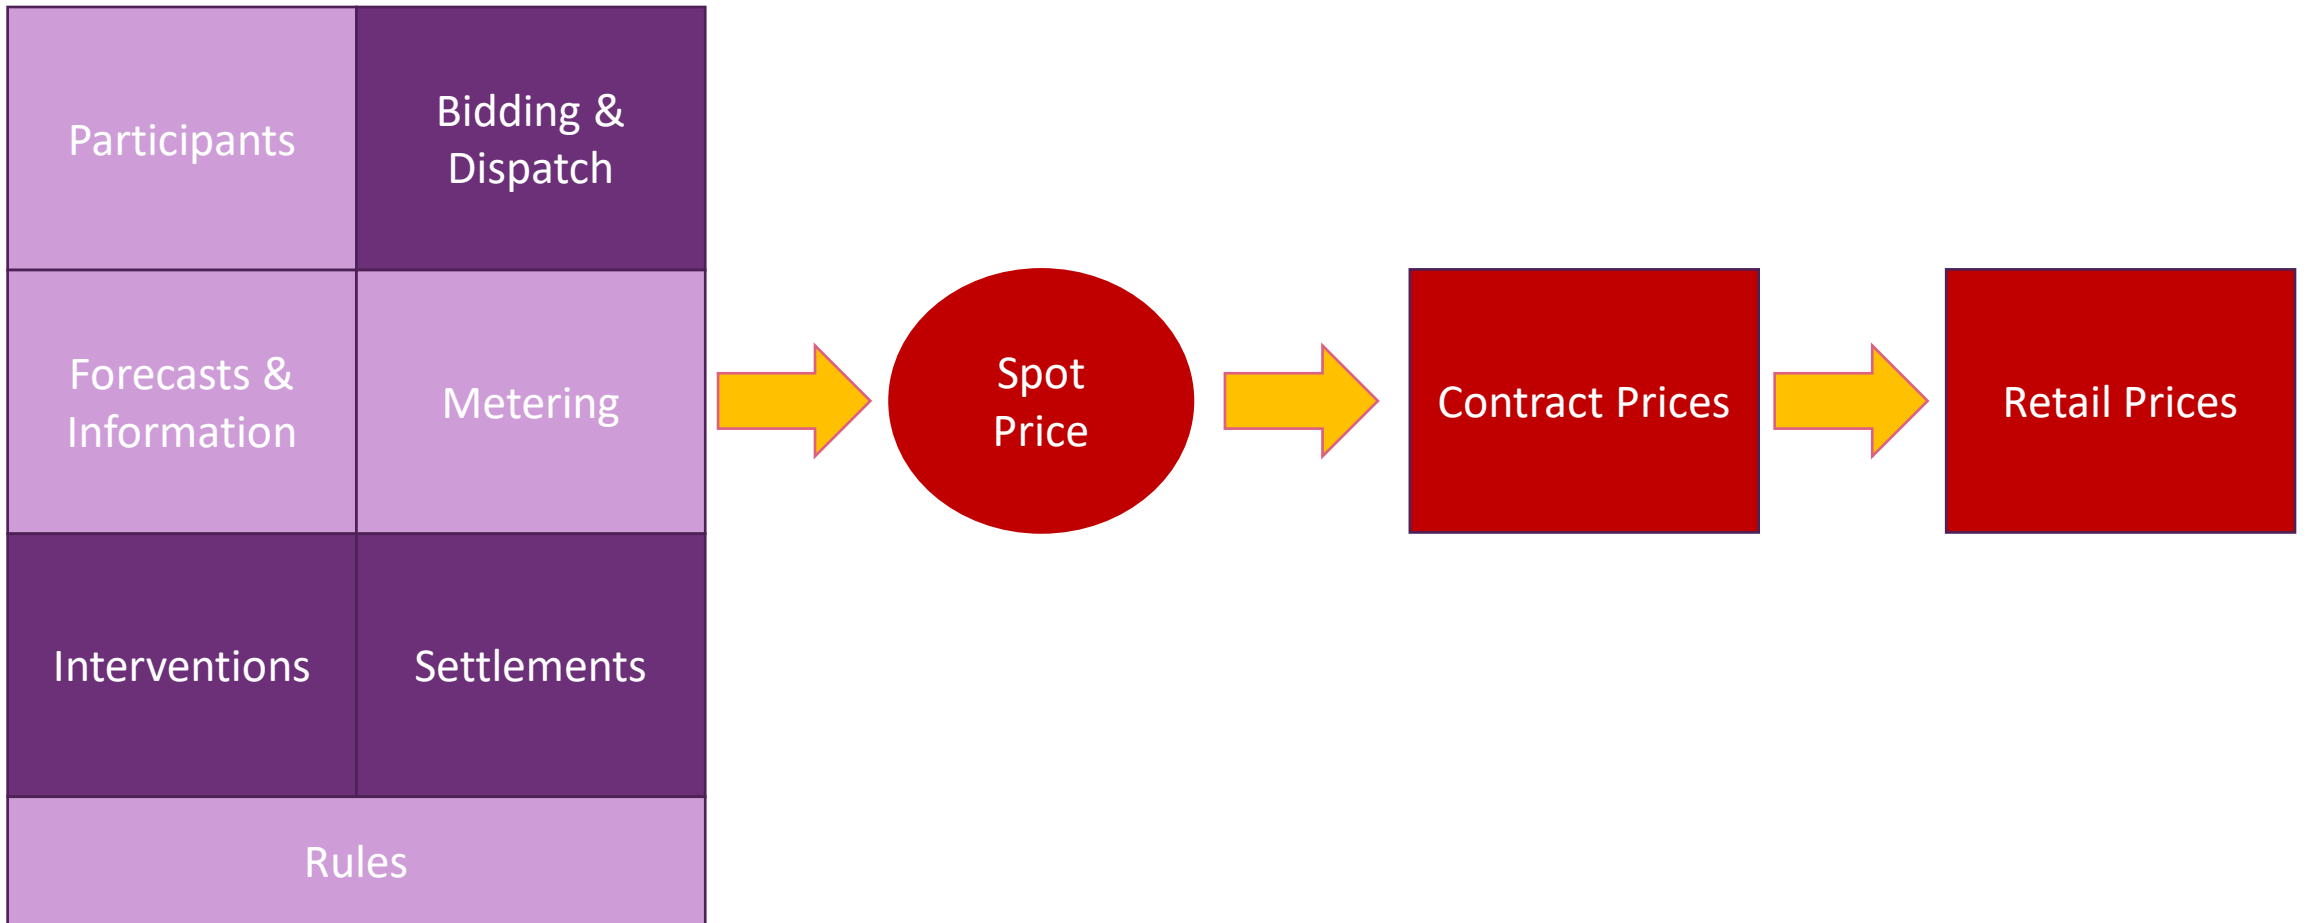 Participants
Bidding &
Dispatch
Forecasts &
Information
Metering
Interventions
Settlements
Rules
Spot
Price
Contract Prices
Retail Prices